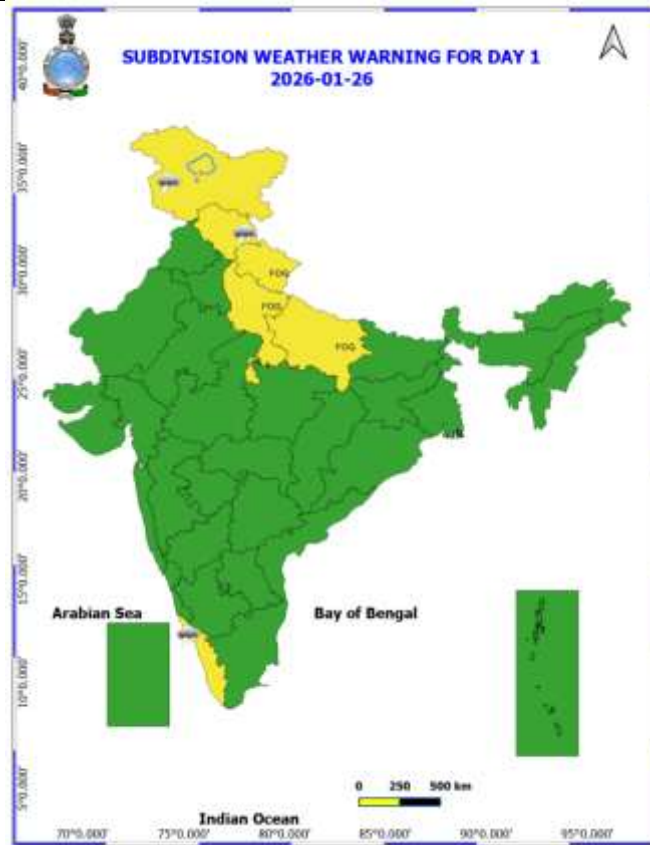 SUBDIVISION WEATHER WARNING FOR DAY 1
2026-01-26
40°0.000'
35°0.000'
30°0.000'
25°0.000'
20°0.000'
15°0.000'
10°0.000'
5°0.000'
FOG
FOG
FOG
Arabian Sea
Bay of Bengal
0 250 500 km
Indian Ocean
70°0.000' 75°0.000' 80°0.000' 85°0.000' 90°0.000' 95°0.000'